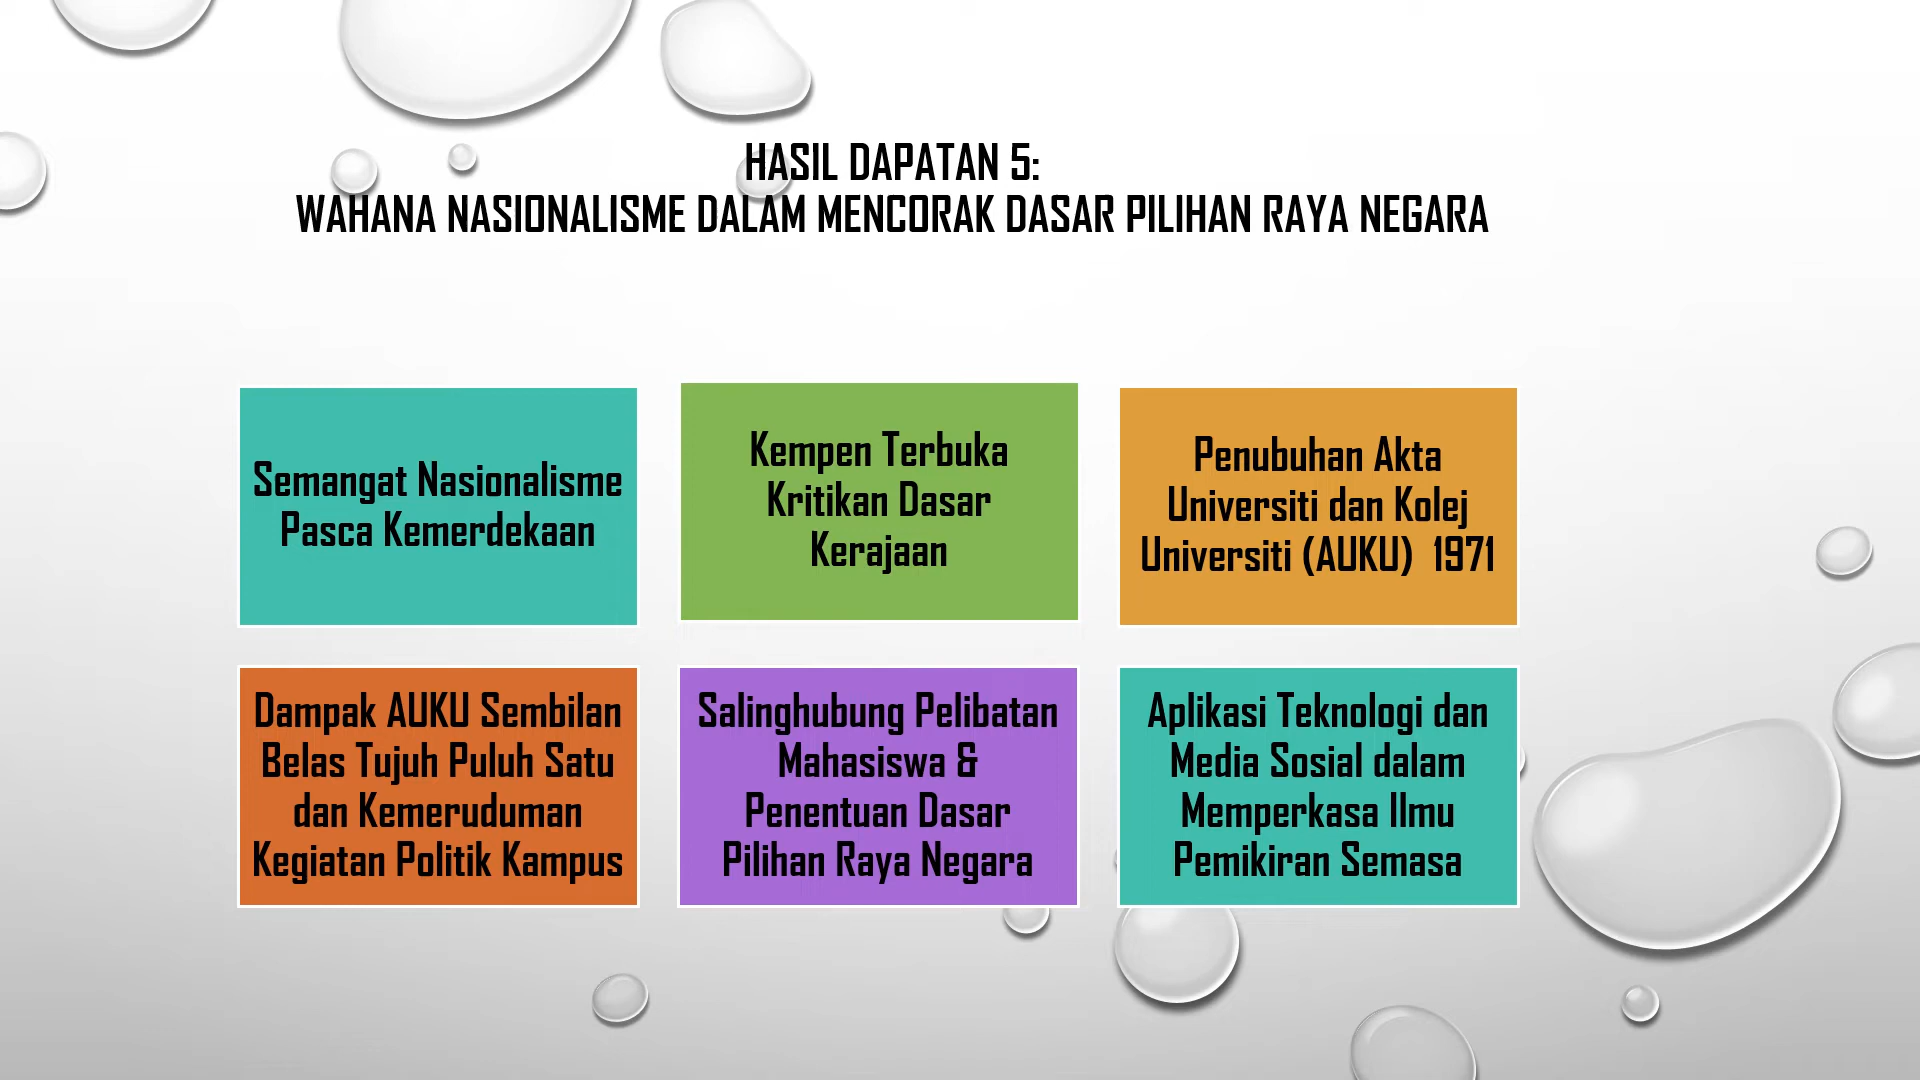 HASIL DAPATAN 5:
WAHANA NASIONALISME DALAM MENCORAK DASAR PILIHAN RAYA NEGARA
Semangat Nasionalisme
Pasca Kemerdekaan
Kempen Terbuka
Kritikan Dasar
Kerajaan
Penubuhan Akta
Universiti dan Kolej
Universiti (AUKU) 1971
Dampak AUKU Sembilan
Belas Tujuh Puluh Satu
dan Kemeruduman
Kegiatan Politik Kampus
Salinghubung Pelibatan
Mahasiswa &
Penentuan Dasar
Pilihan Raya Negara
Aplikasi Teknologi dan
Media Sosial dalam
Memperkasa Ilmu
Pemikiran Semasa